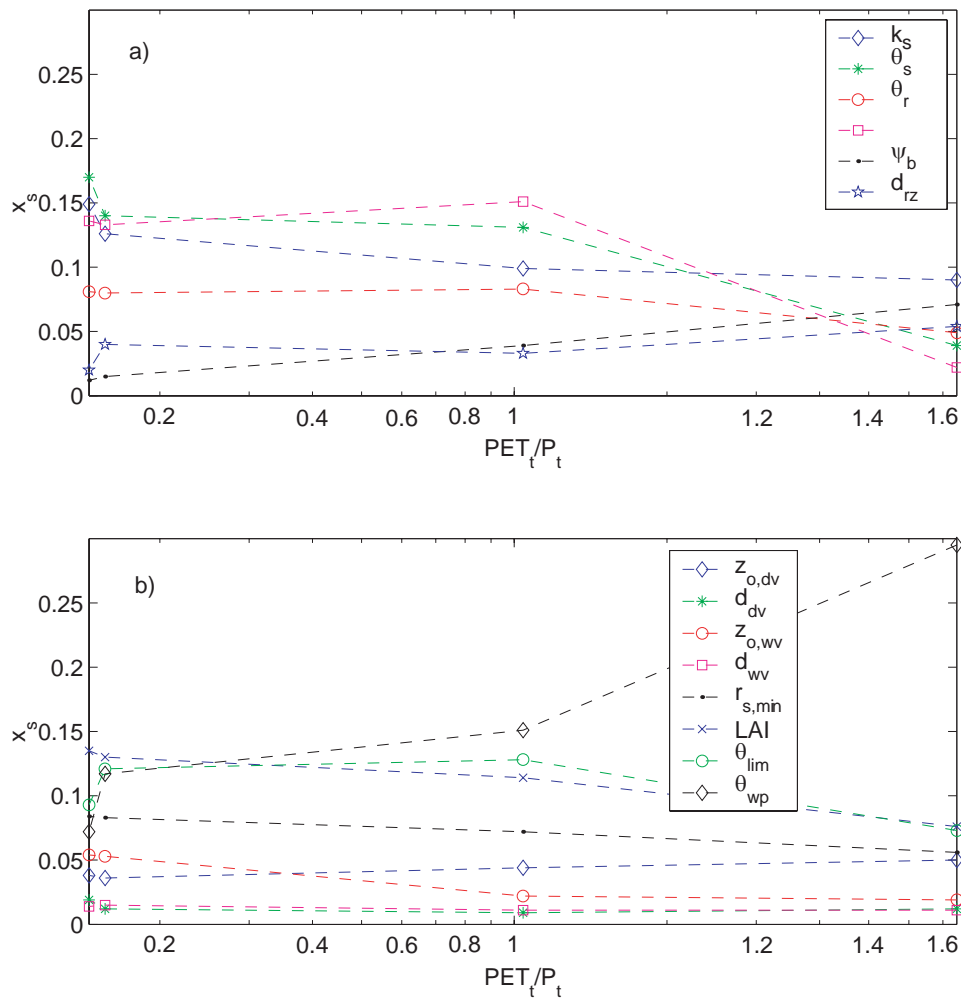 a)
0.25
0.2
0.15
0.1
0.05
0
x_s
k_s
θ_s
θ_r
ψ_b
d_rz
0.2 0.4 0.6 0.8 1 1.2 1.4 1.6
PET_t/P_t
b)
0.25
0.2
0.15
0.1
0.05
0
x_s
z_o,dv
d_dv
z_o,wv
d_wv
r_s,min
LAI
θ_lim
θ_wp
0.2 0.4 0.6 0.8 1 1.2 1.4 1.6
PET_t/P_t